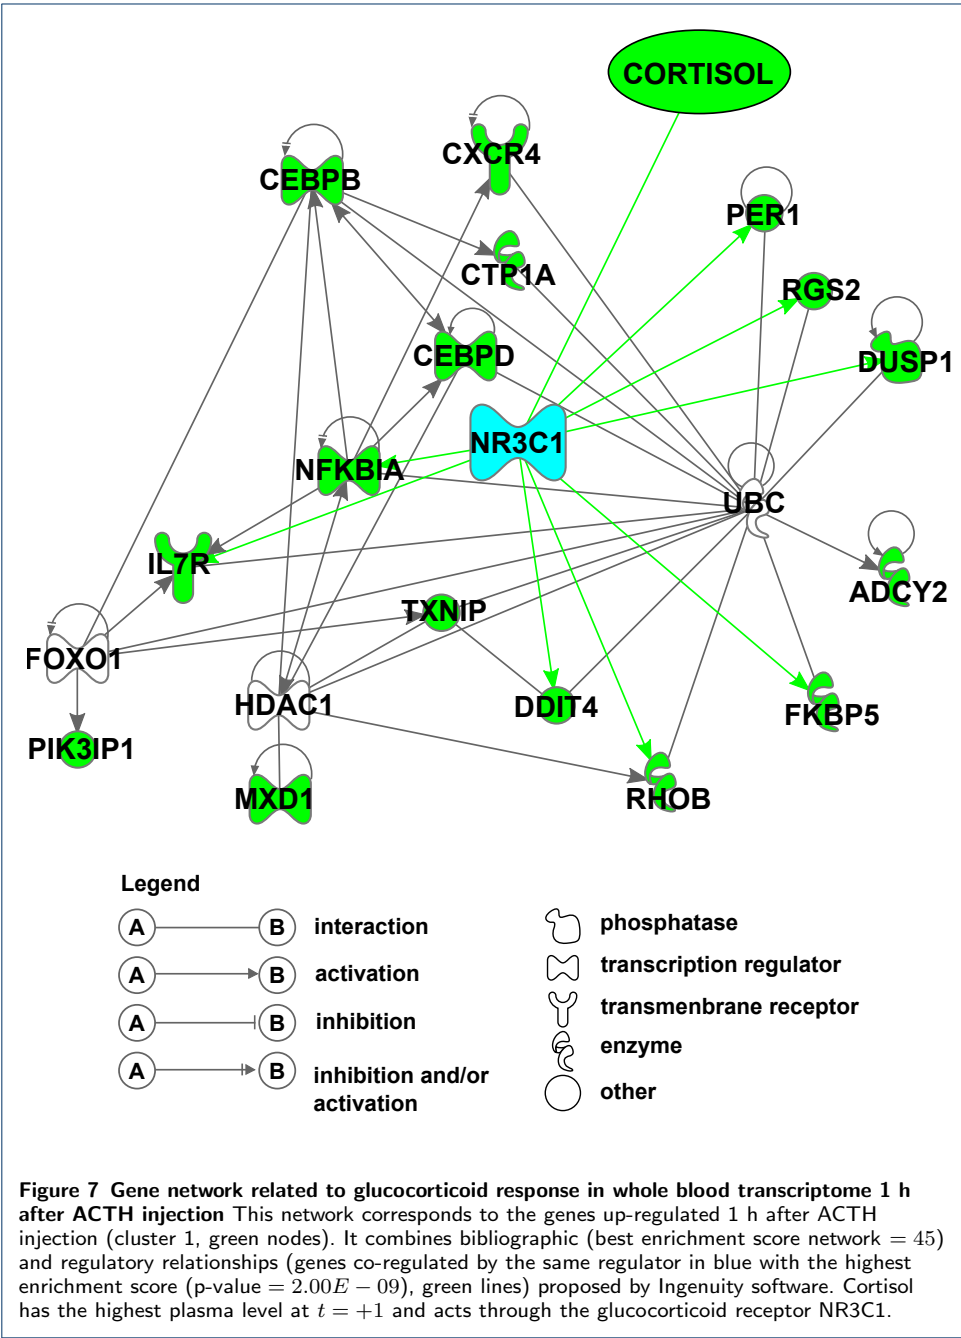 CORTISOL
CXCR4
CEBPB
PER1
CTP1A
RGS2
CEBPD
DUSP1
NR3C1
NFKBIA
UBC
IL7R
ADCY2
TXNIP
FOXO1
HDAC1
DDIT4
FKBP5
PIK3IP1
MXD1
RHOB
Legend
A B interaction
A B activation
A B inhibition
A B inhibition and/or
activation
phosphatase
transcription regulator
transmenbrane receptor
enzyme
other
Figure 7 Gene network related to glucocorticoid response in whole blood transcriptome 1 h
after ACTH injection This network corresponds to the genes up-regulated 1 h after ACTH
injection (cluster 1, green nodes). It combines bibliographic (best enrichment score network = 45)
and regulatory relationships (genes co-regulated by the same regulator in blue with the highest
enrichment score (p-value = 2.00E − 09), green lines) proposed by Ingenuity software. Cortisol
has the highest plasma level at t = +1 and acts through the glucocorticoid receptor NR3C1.